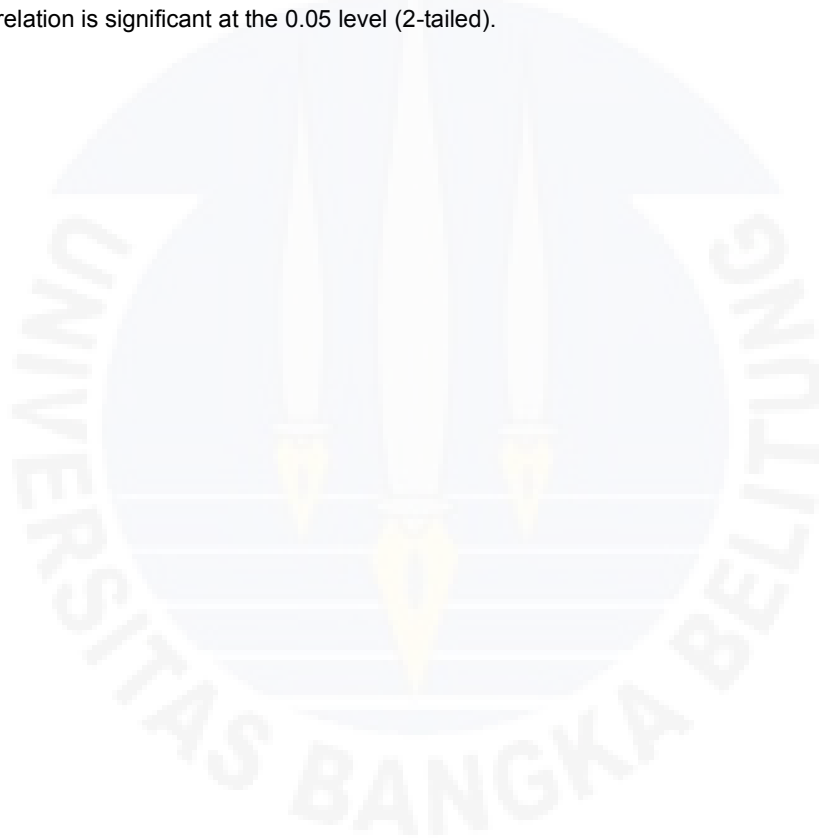 relation is significant at the 0.05 level (2-tailed).
UNIVERSITAS BANGKA BELITUNG